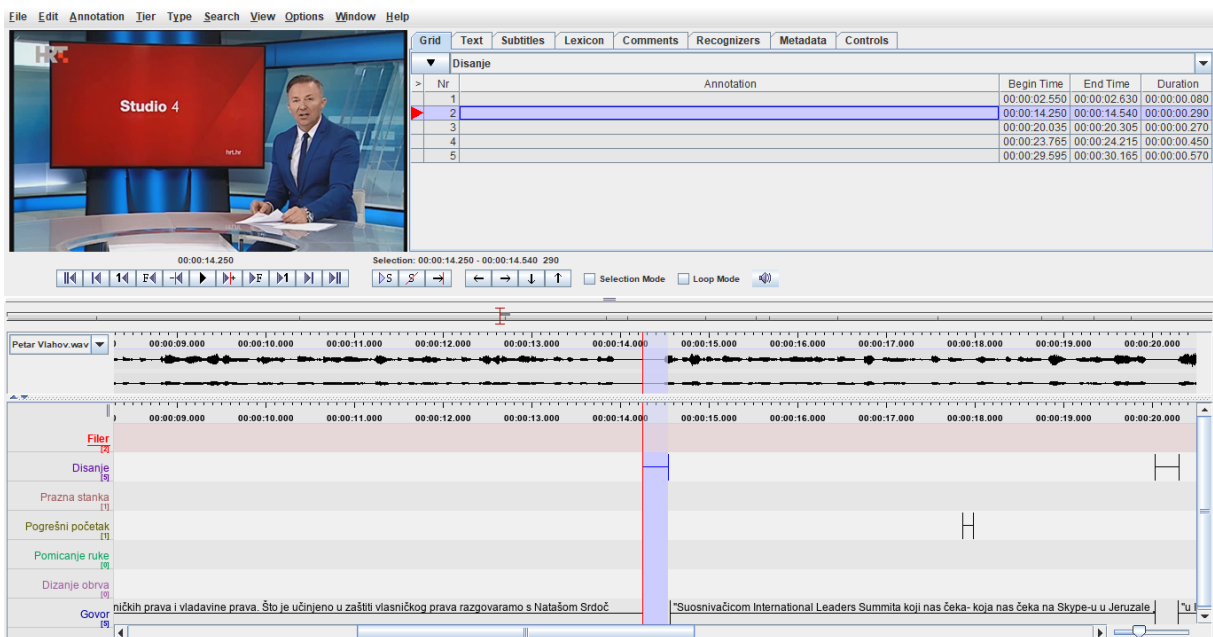 File Edit Annotation Tier Type Search View Options Window Help
HRT
Studio 4
hrt.hr
Grid Text Subtitles Lexicon Comments Recognizers Metadata Controls
Disanje
> Nr Annotation Begin Time End Time Duration
1 00:00:02.550 00:00:02.630 00:00:00.080
2 00:00:14.250 00:00:14.540 00:00:00.290
3 00:00:20.035 00:00:20.305 00:00:00.270
4 00:00:23.765 00:00:24.215 00:00:00.450
5 00:00:29.595 00:00:30.165 00:00:00.570
00:00:14.250 Selection: 00:00:14.250 - 00:00:14.540 290
1 F F 1 S S Selection Mode Loop Mode
Petar Vlahov.wav 00:00:09.000 00:00:10.000 00:00:11.000 00:00:12.000 00:00:13.000 00:00:14.000 00:00:15.000 00:00:16.000 00:00:17.000 00:00:18.000 00:00:19.000 00:00:20.000
00:00:09.000 00:00:10.000 00:00:11.000 00:00:12.000 00:00:13.000 00:00:14.000 00:00:15.000 00:00:16.000 00:00:17.000 00:00:18.000 00:00:19.000 00:00:20.000
Filer
[2]
Disanje
[5]
Prazna stanka
[1]
Pogrešni početak
[1]
Pomicanje ruke
[0]
Dizanje obrva
[0]
Govor ničkih prava i vladavine prava. Što je učinjeno u zaštiti vlasničkog prava razgovaramo s Natašom Srdoč "Suosnivačicom International Leaders Summita koji nas čeka- koja nas čeka na Skype-u u Jeruzale "u
[5]